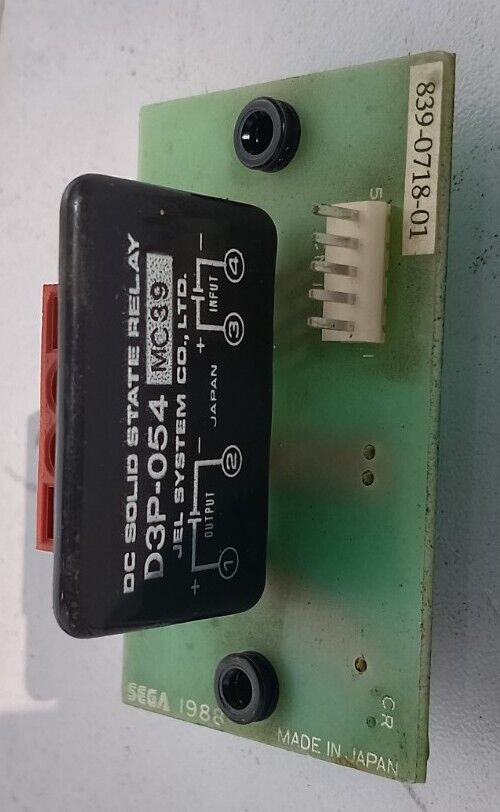 839-0718-01
5
1
DC SOLID STATE RELAY
D3P-054 MC39
JEL SYSTEM CO., LTD.
JAPAN
+ OUTPUT -
1 2
+ INPUT -
3 4
SEGA 1988
MADE IN JAPAN
CR